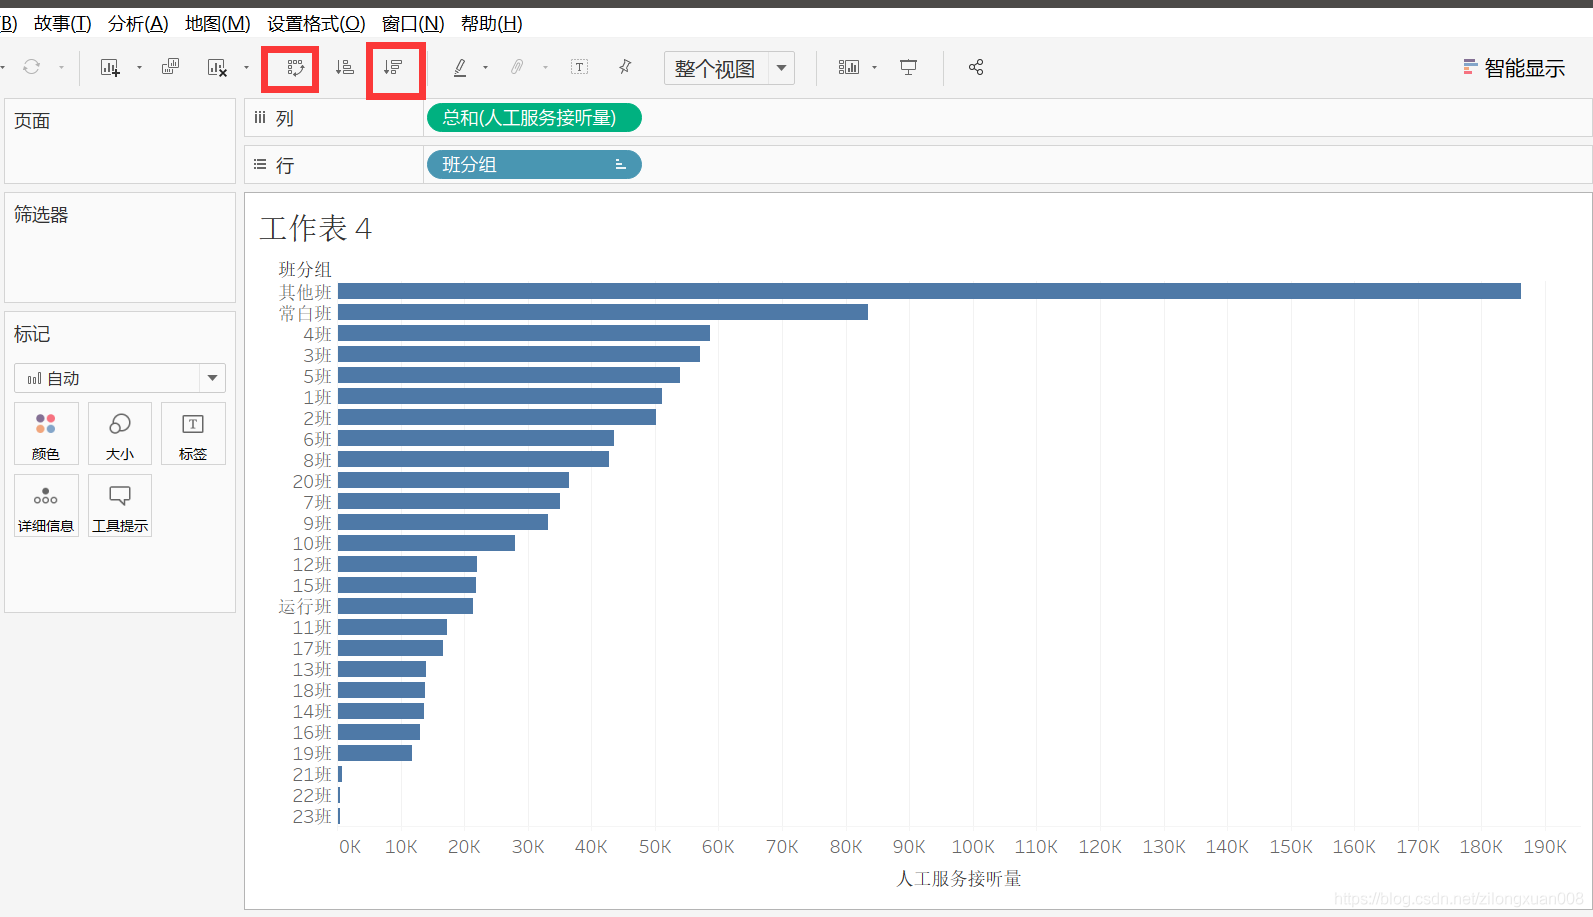 B) 故事(T) 分析(A) 地图(M) 设置格式(O) 窗口(N) 帮助(H)
整个视图 智能显示
页面
列 总和(人工服务接听量)
行 班分组
筛选器
标记
自动
颜色 大小 标签
详细信息 工具提示
工作表 4
班分组
其他班
常白班
4班
3班
5班
1班
2班
6班
8班
20班
7班
9班
10班
12班
15班
运行班
11班
17班
13班
18班
14班
16班
19班
21班
22班
23班
0K 10K 20K 30K 40K 50K 60K 70K 80K 90K 100K 110K 120K 130K 140K 150K 160K 170K 180K 190K
人工服务接听量
https://blog.csdn.net/zilongxuan008